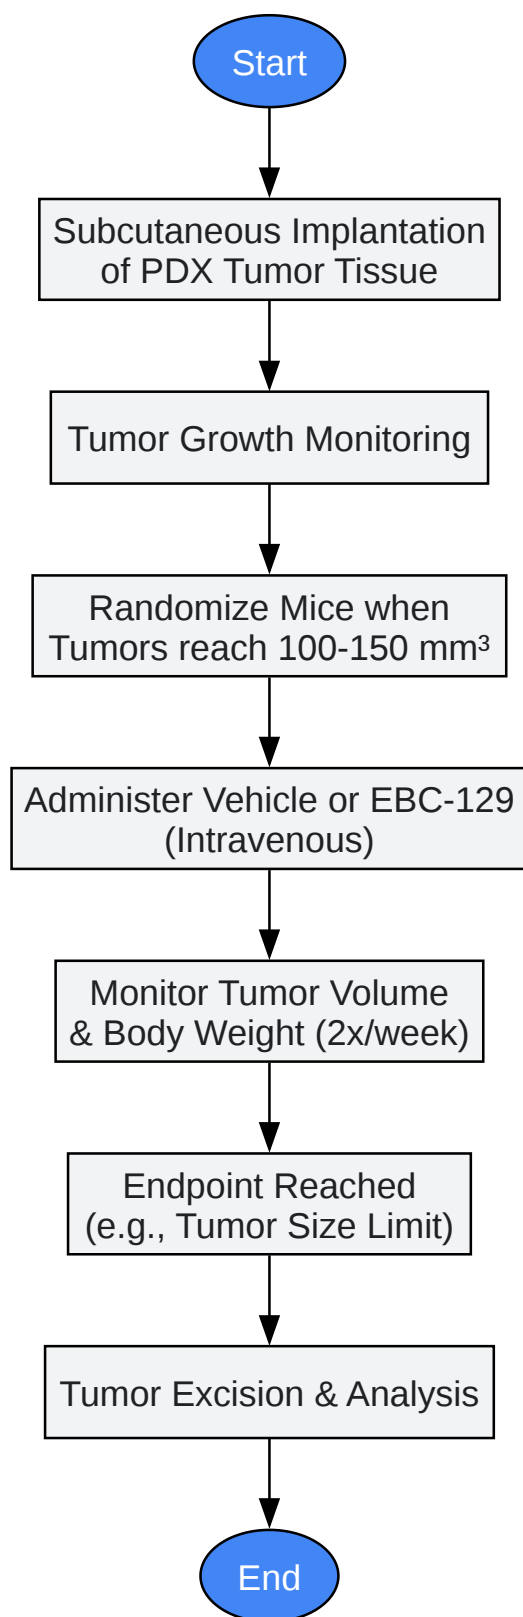 Start
Subcutaneous Implantation
of PDX Tumor Tissue
Tumor Growth Monitoring
Randomize Mice when
Tumors reach 100-150 mm³
Administer Vehicle or EBC-129
(Intravenous)
Monitor Tumor Volume
& Body Weight (2x/week)
Endpoint Reached
(e.g., Tumor Size Limit)
Tumor Excision & Analysis
End